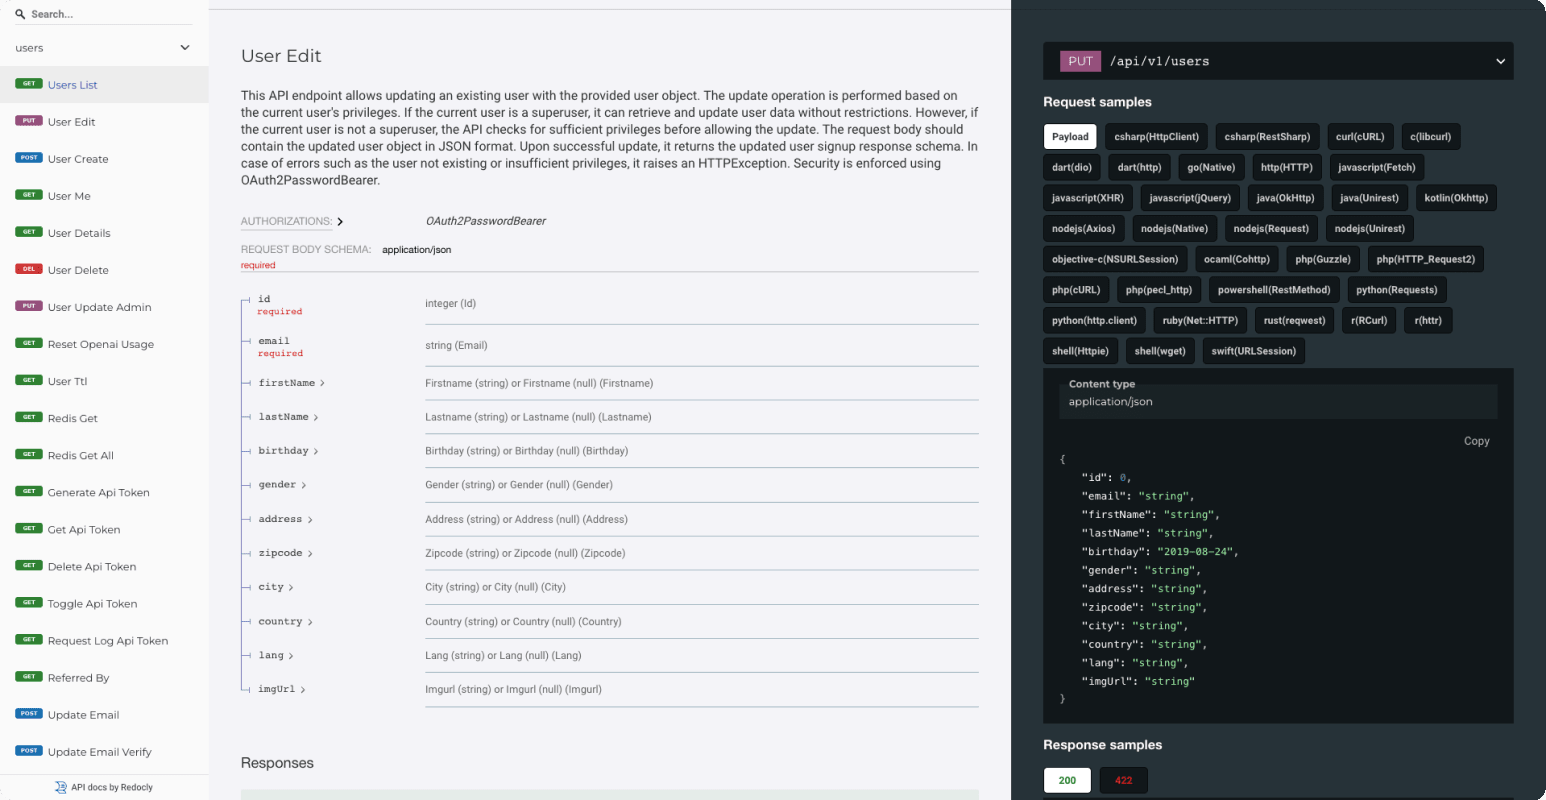 Search...
users
GET Users List
PUT User Edit
POST User Create
GET User Me
GET User Details
DEL User Delete
PUT User Update Admin
GET Reset Openai Usage
GET User Ttl
GET Redis Get
GET Redis Get All
GET Generate Api Token
GET Get Api Token
GET Delete Api Token
GET Toggle Api Token
GET Request Log Api Token
GET Referred By
POST Update Email
POST Update Email Verify
API docs by Redocly
User Edit
This API endpoint allows updating an existing user with the provided user object. The update operation is performed based on
the current user's privileges. If the current user is a superuser, it can retrieve and update user data without restrictions. However, if
the current user is not a superuser, the API checks for sufficient privileges before allowing the update. The request body should
contain the updated user object in JSON format. Upon successful update, it returns the updated user signup response schema. In
case of errors such as the user not existing or insufficient privileges, it raises an HTTPException. Security is enforced using
OAuth2PasswordBearer.
AUTHORIZATIONS: OAuth2PasswordBearer
REQUEST BODY SCHEMA: application/json
required
id integer (Id)
required
email string (Email)
required
firstName Firstname (string) or Firstname (null) (Firstname)
lastName Lastname (string) or Lastname (null) (Lastname)
birthday Birthday (string) or Birthday (null) (Birthday)
gender Gender (string) or Gender (null) (Gender)
address Address (string) or Address (null) (Address)
zipcode Zipcode (string) or Zipcode (null) (Zipcode)
city City (string) or City (null) (City)
country Country (string) or Country (null) (Country)
lang Lang (string) or Lang (null) (Lang)
imgUrl Imgurl (string) or Imgurl (null) (Imgurl)
Responses
PUT /api/v1/users
Request samples
Payload csharp(HttpClient) csharp(RestSharp) curl(cURL) c(libcurl)
dart(dio) dart(http) go(Native) http(HTTP) javascript(Fetch)
javascript(XHR) javascript(jQuery) java(OkHttp) java(Unirest) kotlin(Okhttp)
nodejs(Axios) nodejs(Native) nodejs(Request) nodejs(Unirest)
objective-c(NSURLSession) ocaml(Cohttp) php(Guzzle) php(HTTP_Request2)
php(cURL) php(pecl_http) powershell(RestMethod) python(Requests)
python(http.client) ruby(Net::HTTP) rust(reqwest) r(RCurl) r(httr)
shell(Httpie) shell(wget) swift(URLSession)
Content type
application/json
Copy
{
"id": 0,
"email": "string",
"firstName": "string",
"lastName": "string",
"birthday": "2019-08-24",
"gender": "string",
"address": "string",
"zipcode": "string",
"city": "string",
"country": "string",
"lang": "string",
"imgUrl": "string"
}
Response samples
200 422